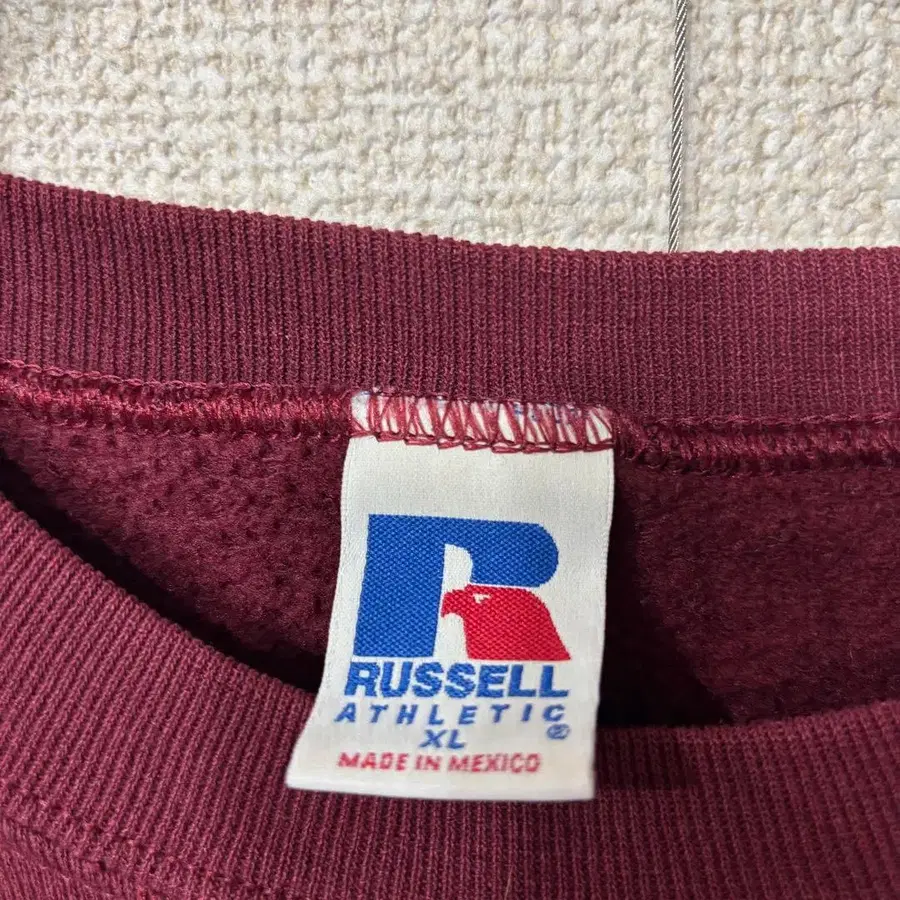 R
RUSSELL
ATHLETIC
®
XL
MADE IN MEXICO